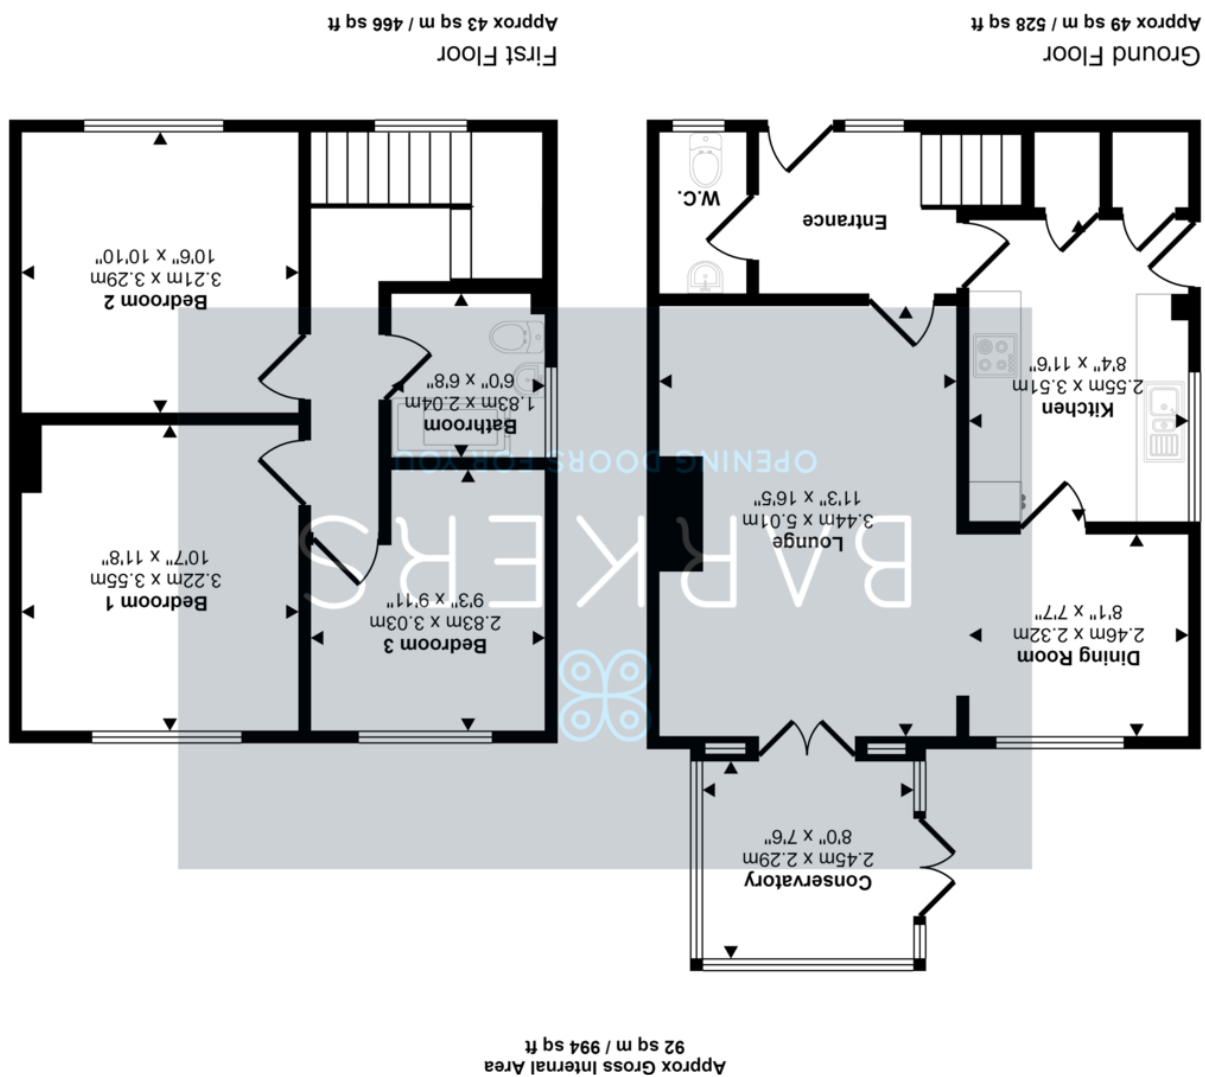 Approx Gross Internal Area
92 sq m / 994 sq ft
Conservatory
2.45m x 2.29m
8'0" x 7'6"
Dining Room
2.46m x 2.32m
8'1" x 7'7"
Lounge
3.44m x 5.01m
11'3" x 16'5"
Kitchen
2.55m x 3.51m
8'4" x 11'6"
Entrance
W.C.
Ground Floor
Approx 49 sq m / 528 sq ft
Bedroom 3
2.83m x 3.03m
9'3" x 9'11"
Bedroom 1
3.22m x 3.55m
10'7" x 11'8"
Bathroom
1.83m x 2.04m
6'0" x 6'8"
Bedroom 2
3.21m x 3.29m
10'6" x 10'10"
First Floor
Approx 43 sq m / 466 sq ft
BARKERS
OPENING DOORS FOR YOU